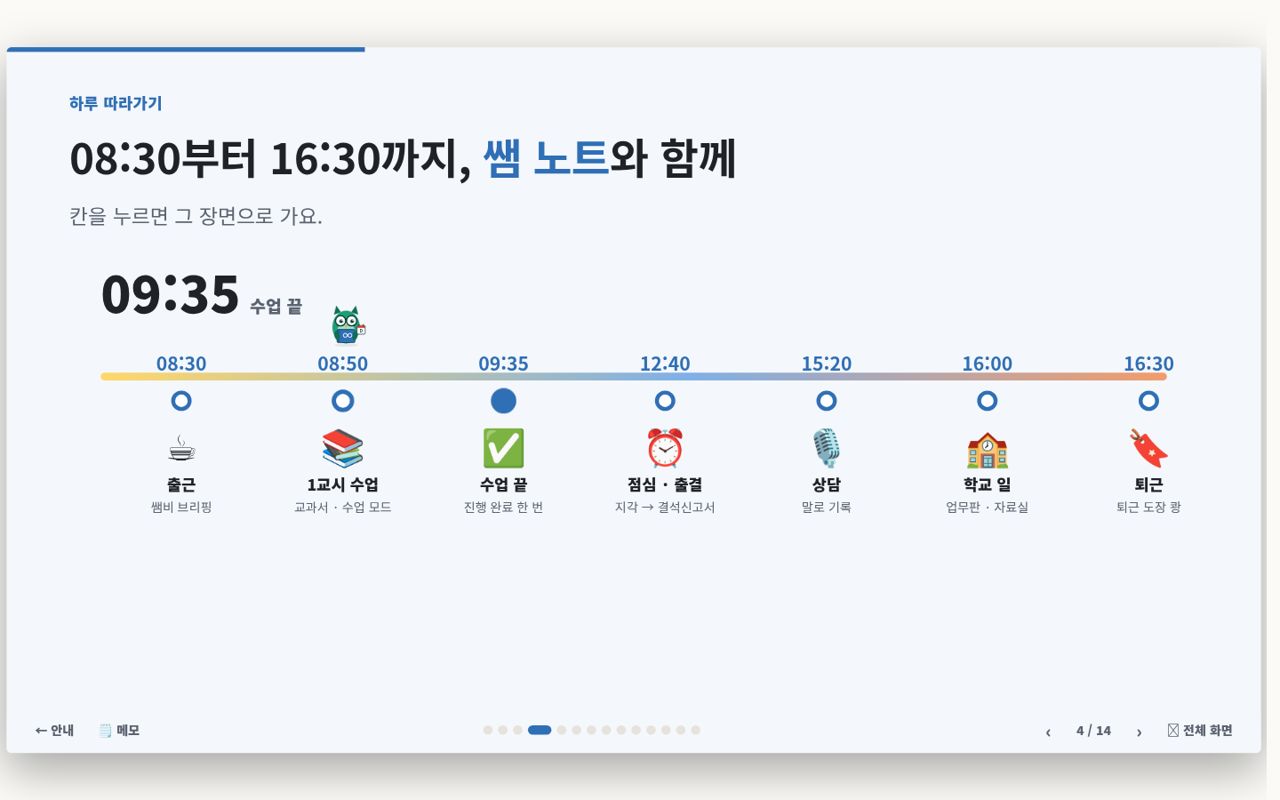 하루 따라가기
08:30부터 16:30까지, 쌤 노트와 함께
칸을 누르면 그 장면으로 가요.
09:35 수업 끝
08:30 08:50 09:35 12:40 15:20 16:00 16:30
출근 1교시 수업 수업 끝 점심 · 출결 상담 학교 일 퇴근
쌤비 브리핑 교과서 · 수업 모드 진행 완료 한 번 지각 → 결석신고서 말로 기록 업무판 · 자료실 퇴근 도장 쾅
← 안내 메모 ‹ 4 / 14 › 전체 화면